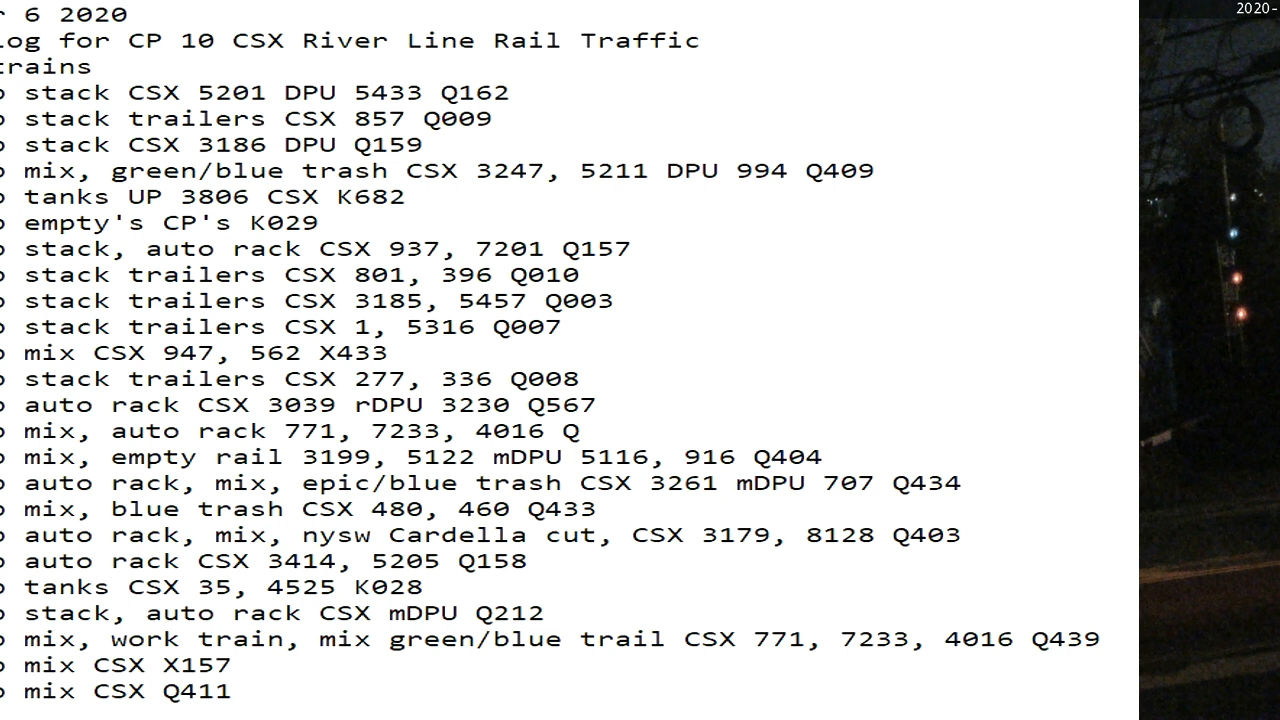 6 2020
og for CP 10 CSX River Line Rail Traffic
trains
stack CSX 5201 DPU 5433 Q162
stack trailers CSX 857 Q009
stack CSX 3186 DPU Q159
mix, green/blue trash CSX 3247, 5211 DPU 994 Q409
tanks UP 3806 CSX K682
empty's CP's K029
stack, auto rack CSX 937, 7201 Q157
stack trailers CSX 801, 396 Q010
stack trailers CSX 3185, 5457 Q003
stack trailers CSX 1, 5316 Q007
mix CSX 947, 562 X433
stack trailers CSX 277, 336 Q008
auto rack CSX 3039 rDPU 3230 Q567
mix, auto rack 771, 7233, 4016 Q
mix, empty rail 3199, 5122 mDPU 5116, 916 Q404
auto rack, mix, epic/blue trash CSX 3261 mDPU 707 Q434
mix, blue trash CSX 480, 460 Q433
auto rack, mix, nysw Cardella cut, CSX 3179, 8128 Q403
auto rack CSX 3414, 5205 Q158
tanks CSX 35, 4525 K028
stack, auto rack CSX mDPU Q212
mix, work train, mix green/blue trail CSX 771, 7233, 4016 Q439
mix CSX X157
mix CSX Q411
2020-